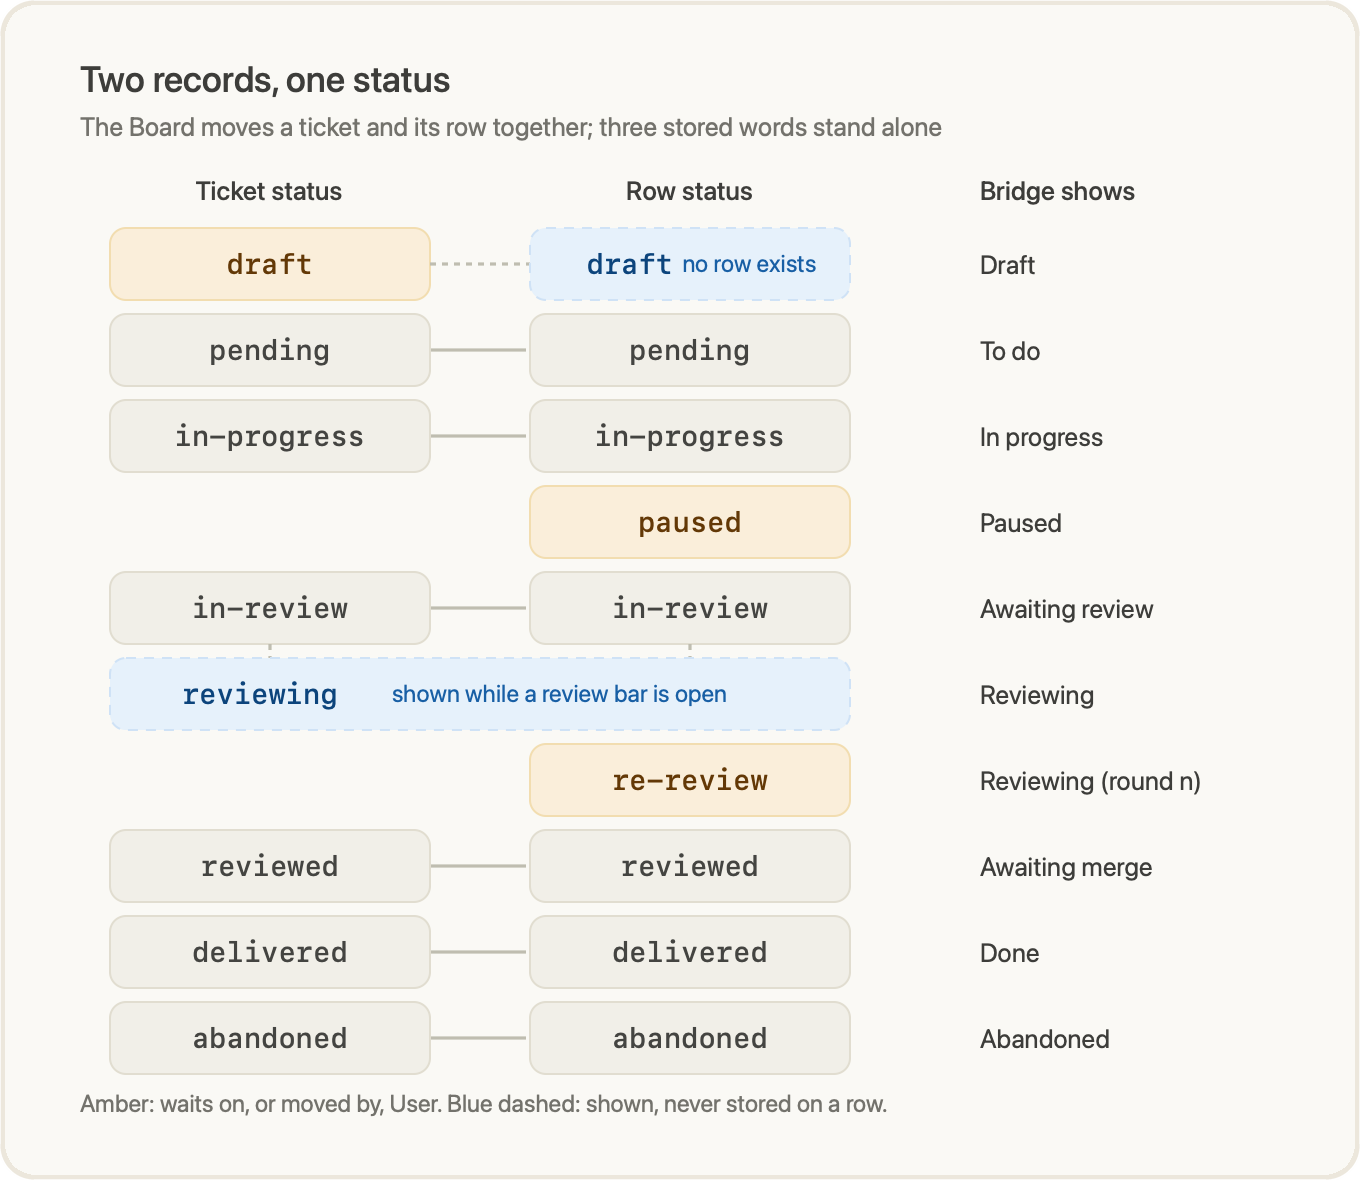 Two records, one status
The Board moves a ticket and its row together; three stored words stand alone
Ticket status Row status Bridge shows
draft draft no row exists Draft
pending pending To do
in-progress in-progress In progress
paused Paused
in-review in-review Awaiting review
reviewing shown while a review bar is open Reviewing
re-review Reviewing (round n)
reviewed reviewed Awaiting merge
delivered delivered Done
abandoned abandoned Abandoned
Amber: waits on, or moved by, User. Blue dashed: shown, never stored on a row.